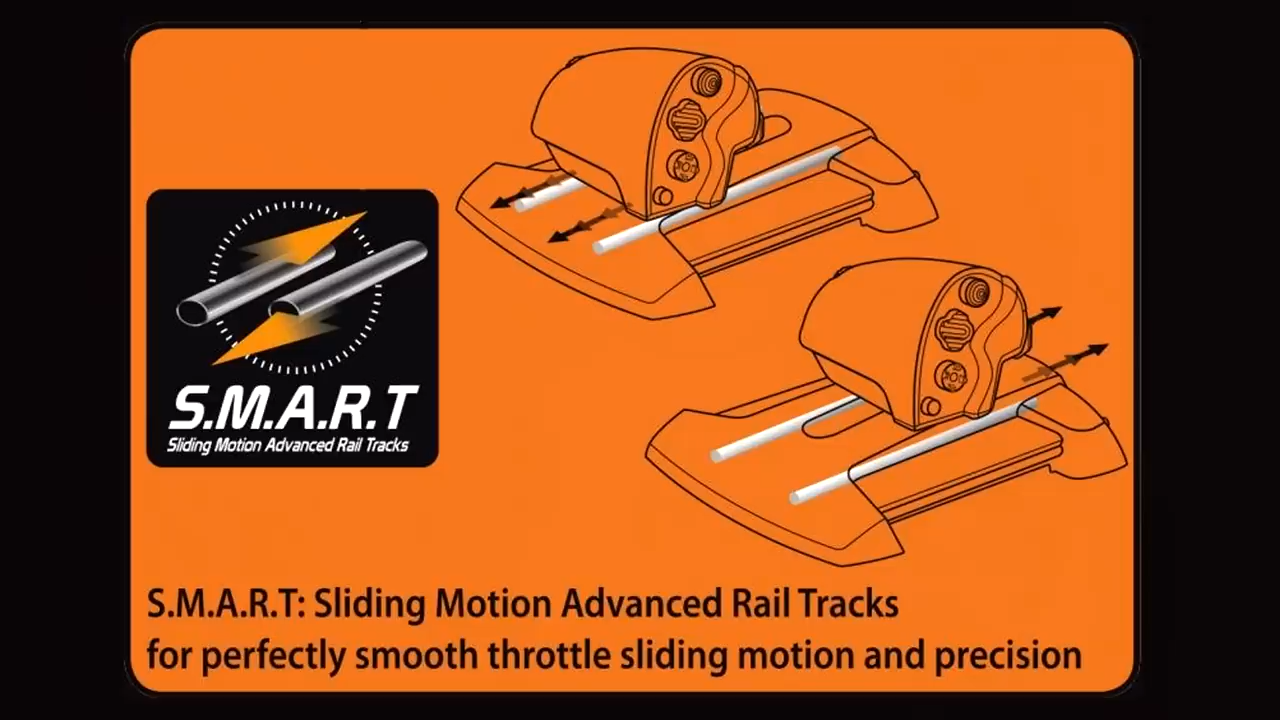 S.M.A.R.T
Sliding Motion Advanced Rail Tracks
S.M.A.R.T: Sliding Motion Advanced Rail Tracks
for perfectly smooth throttle sliding motion and precision